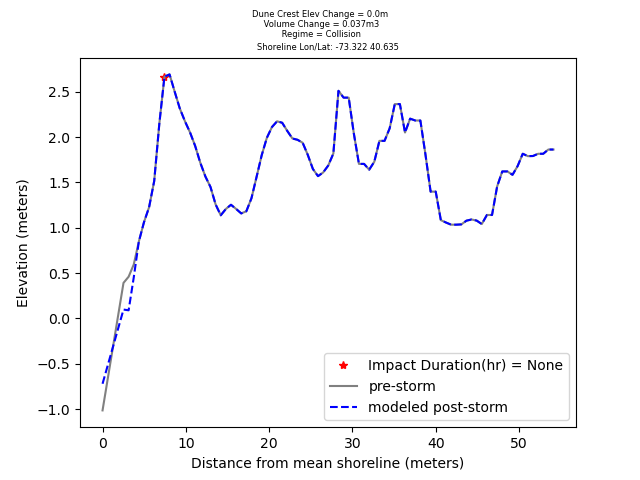 Dune Crest Elev Change = 0.0m
Volume Change = 0.037m3
Regime = Collision
Shoreline Lon/Lat: -73.322 40.635
2.5
2.0
1.5
1.0
0.5
0.0
−0.5
−1.0
Elevation (meters)
Impact Duration(hr) = None
pre-storm
modeled post-storm
0 10 20 30 40 50
Distance from mean shoreline (meters)